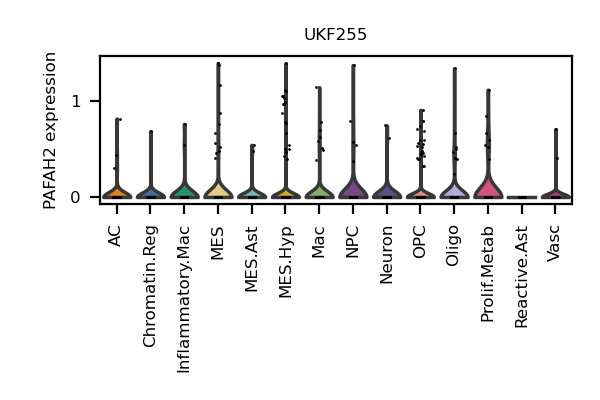 UKF255
PAFAH2 expression
1
0
AC
Chromatin.Reg
Inflammatory.Mac
MES
MES.Ast
MES.Hyp
Mac
NPC
Neuron
OPC
Oligo
Prolif.Metab
Reactive.Ast
Vasc